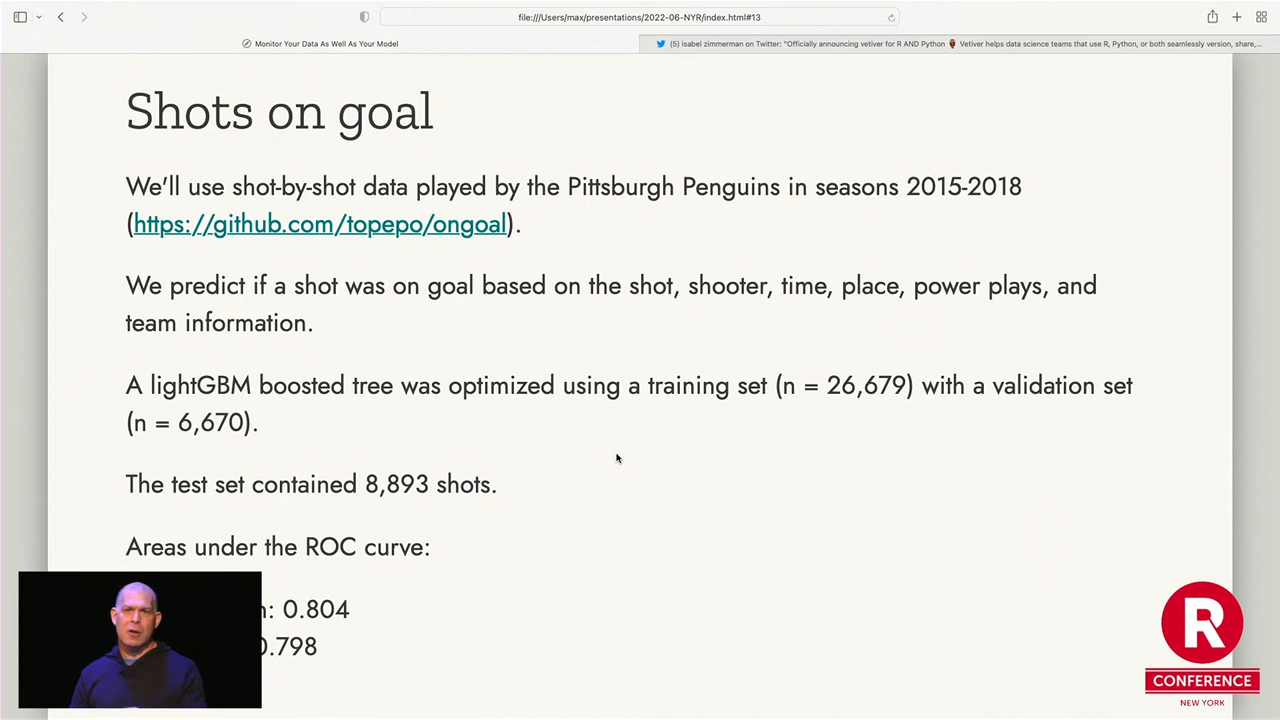 file:///Users/max/presentations/2022-06-NYR/index.html#13
Monitor Your Data As Well As Your Model
(5) isabel zimmerman on Twitter: "Officially announcing vetiver for R AND Python 🏺 Vetiver helps data science teams that use R, Python, or both seamlessly version, share,...
Shots on goal
We'll use shot-by-shot data played by the Pittsburgh Penguins in seasons 2015-2018
(https://github.com/topepo/ongoal).
We predict if a shot was on goal based on the shot, shooter, time, place, power plays, and
team information.
A lightGBM boosted tree was optimized using a training set (n = 26,679) with a validation set
(n = 6,670).
The test set contained 8,893 shots.
Areas under the ROC curve:
0.804
0.798
R
CONFERENCE
NEW YORK